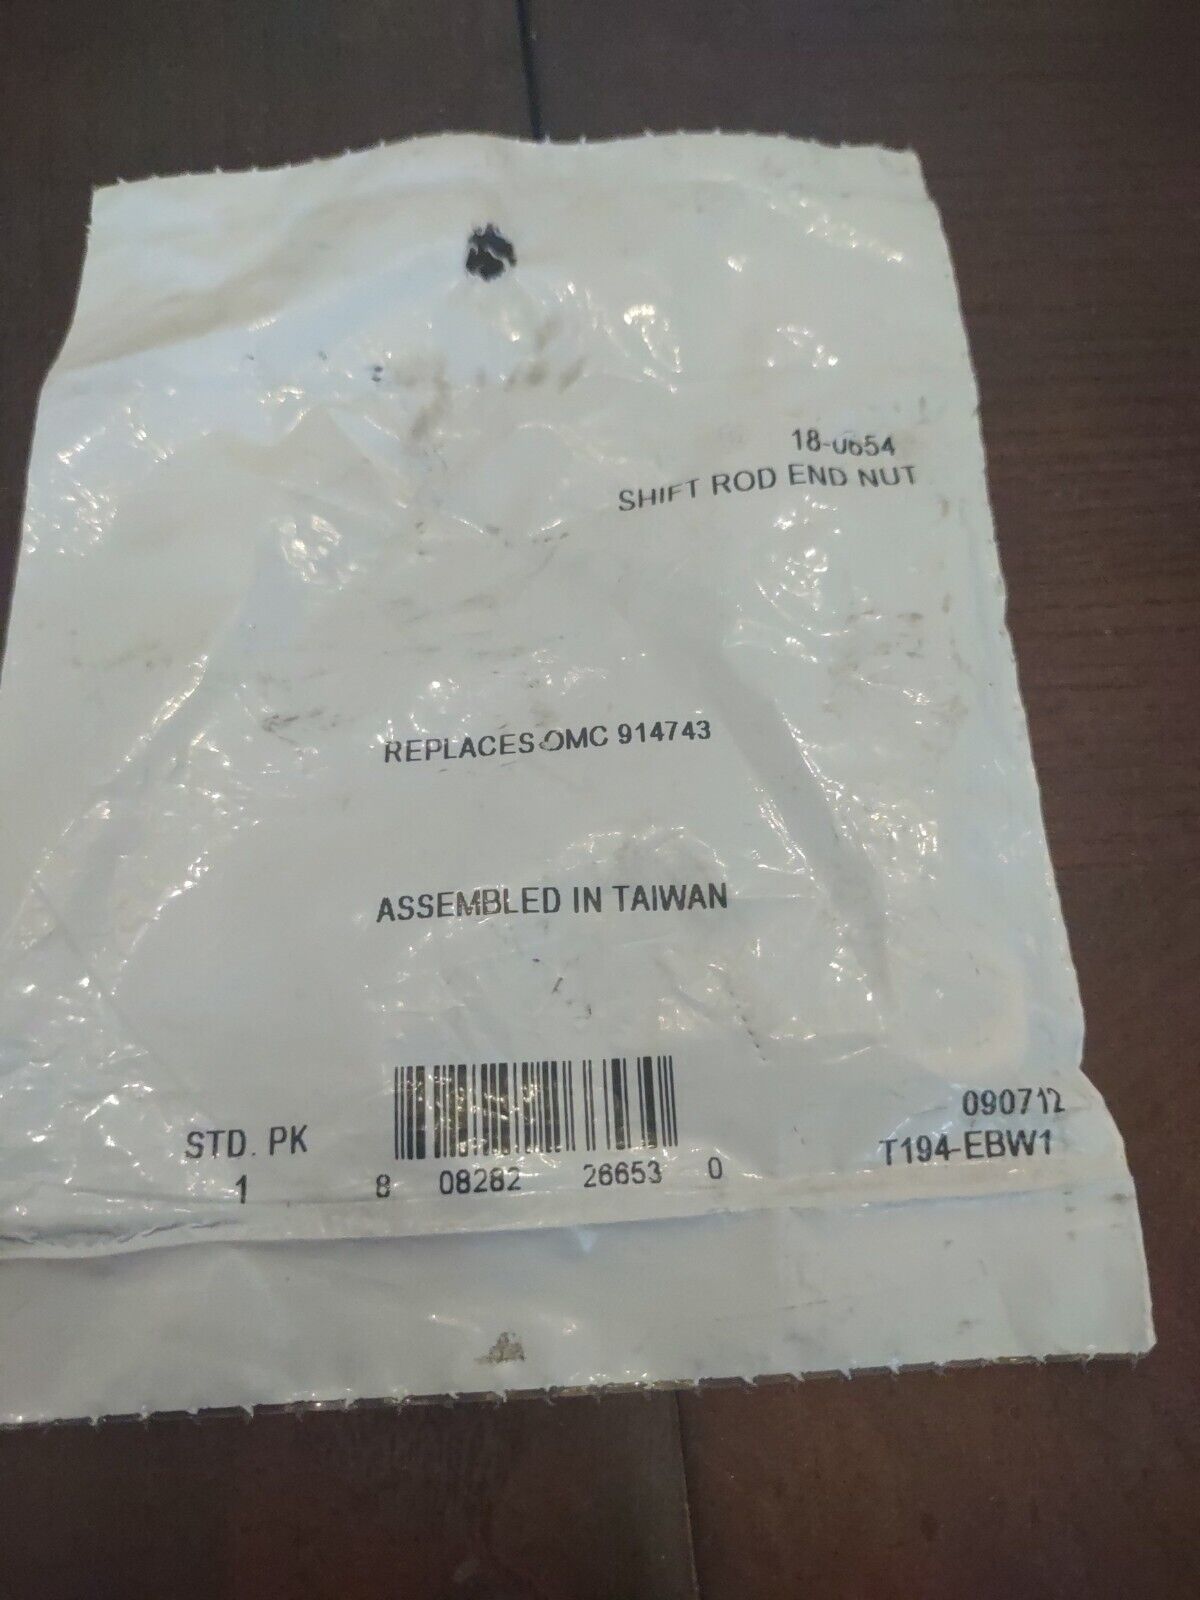 18-0654
SHIFT ROD END NUT
REPLACES OMC 914743
ASSEMBLED IN TAIWAN
STD. PK
1
8 08282 26653 0
090712
T194-EBW1